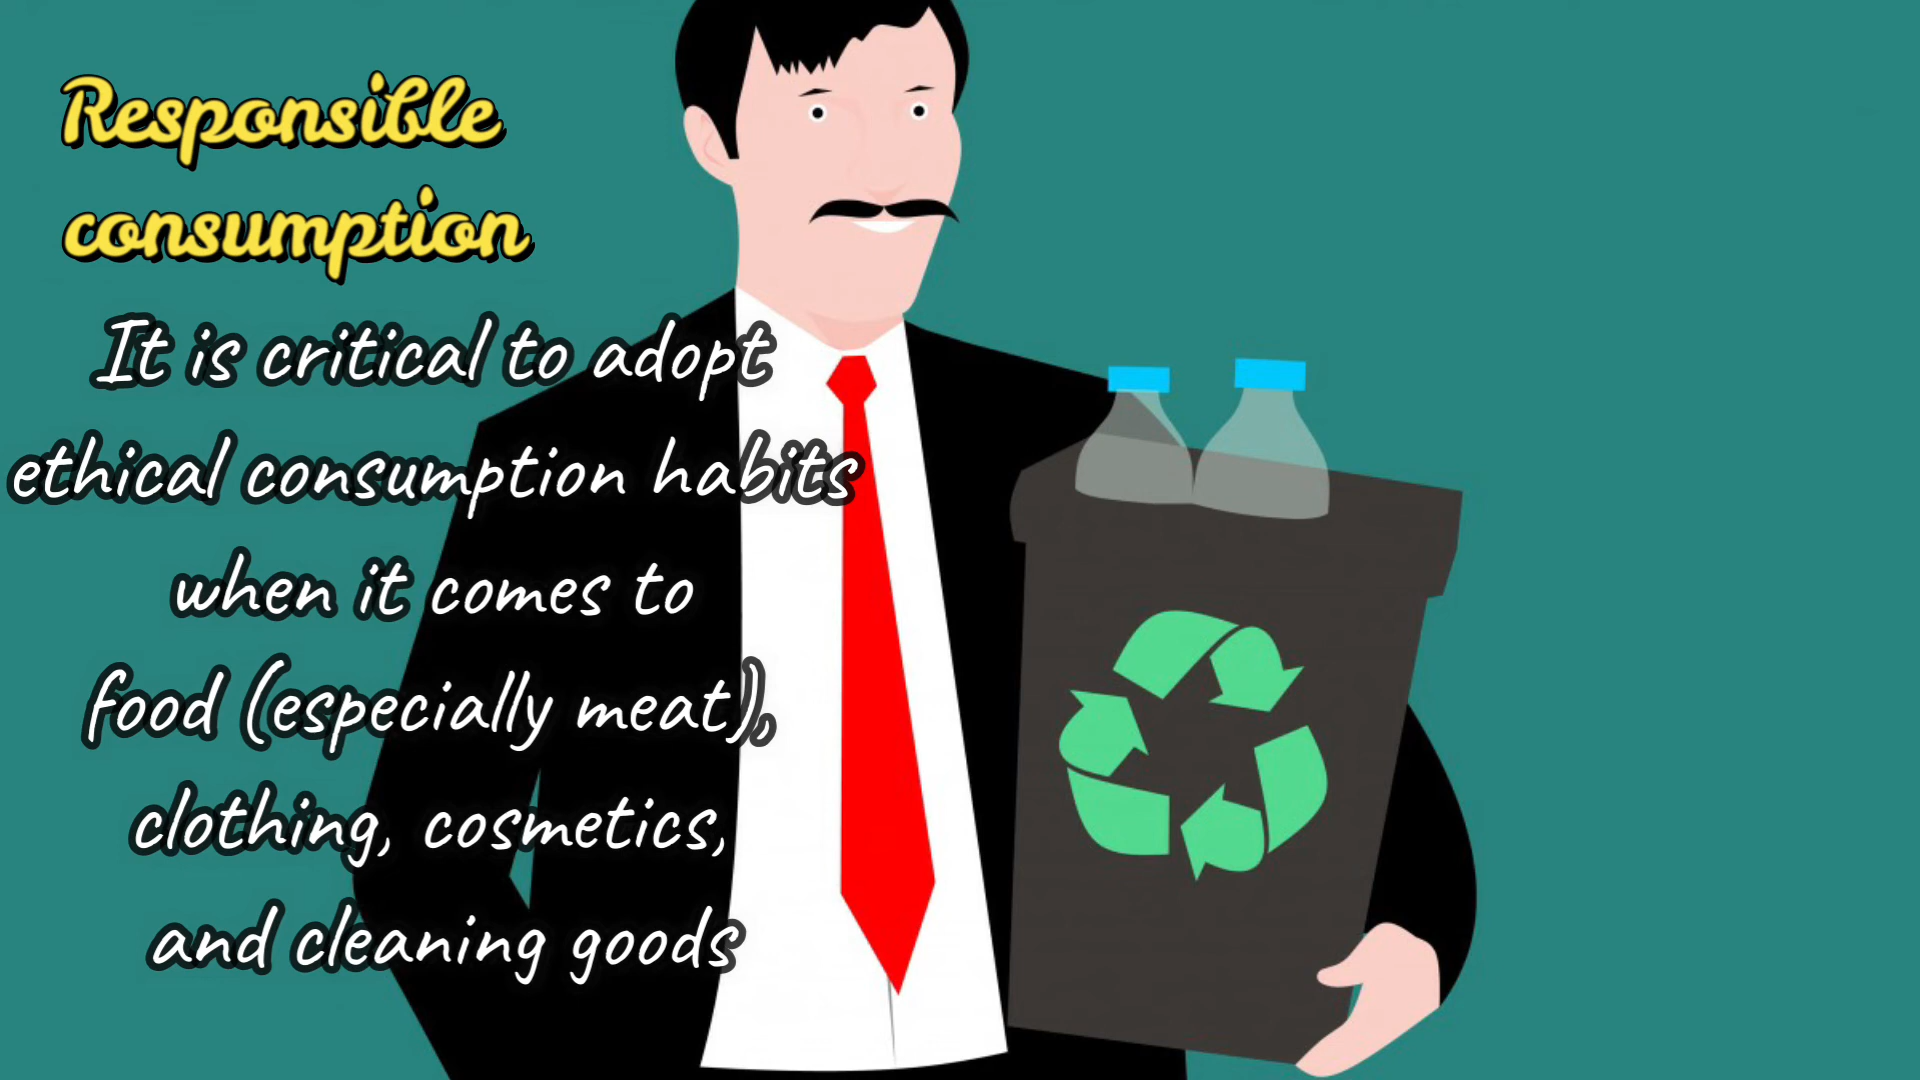 Responsible
consumption
It is critical to adopt
ethical consumption habits
when it comes to
food (especially meat),
clothing, cosmetics,
and cleaning goods